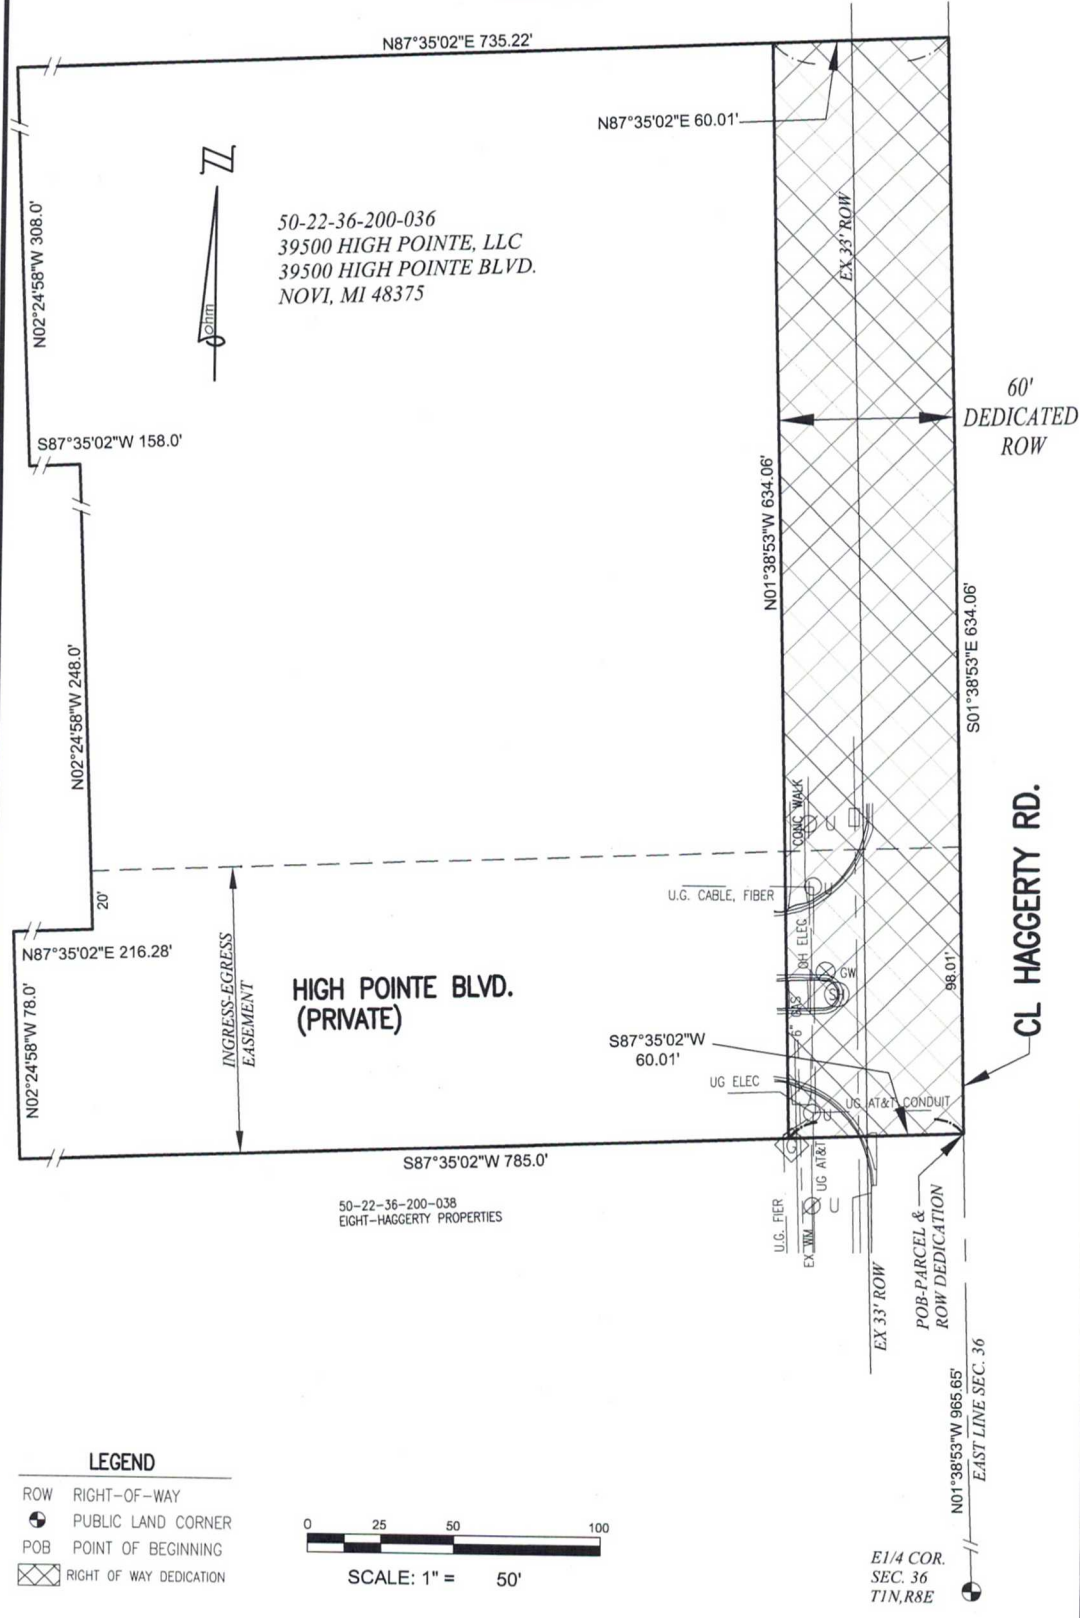 N87°35'02"E 735.22'
N87°35'02"E 60.01'
EX 33' ROW
N02°24'58"W 308.0'
ohm
50-22-36-200-036
39500 HIGH POINTE, LLC
39500 HIGH POINTE BLVD.
NOVI, MI 48375
60'
DEDICATED
ROW
S87°35'02"W 158.0'
N01°38'53"W 634.06'
S01°38'53"E 634.06'
N02°24'58"W 248.0'
CONC WALK
U
CL HAGGERTY RD.
20'
U.G. CABLE, FIBER
U
N87°35'02"E 216.28'
INGRESS-EGRESS
EASEMENT
HIGH POINTE BLVD.
(PRIVATE)
OH ELEC
GW
6" GAS
98.01'
N02°24'58"W 78.0'
S87°35'02"W
60.01'
UG ELEC
UG AT&T CONDUIT
U
G
S87°35'02"W 785.0'
UG AT&T
50-22-36-200-038
EIGHT-HAGGERTY PROPERTIES
U.G. FIER
EX WM
U
EX 33' ROW
POB-PARCEL &
ROW DEDICATION
N01°38'53"W 965.65'
EAST LINE SEC. 36
LEGEND
ROW RIGHT-OF-WAY
PUBLIC LAND CORNER
POB POINT OF BEGINNING
RIGHT OF WAY DEDICATION
0 25 50 100
SCALE: 1" = 50'
E1/4 COR.
SEC. 36
T1N,R8E